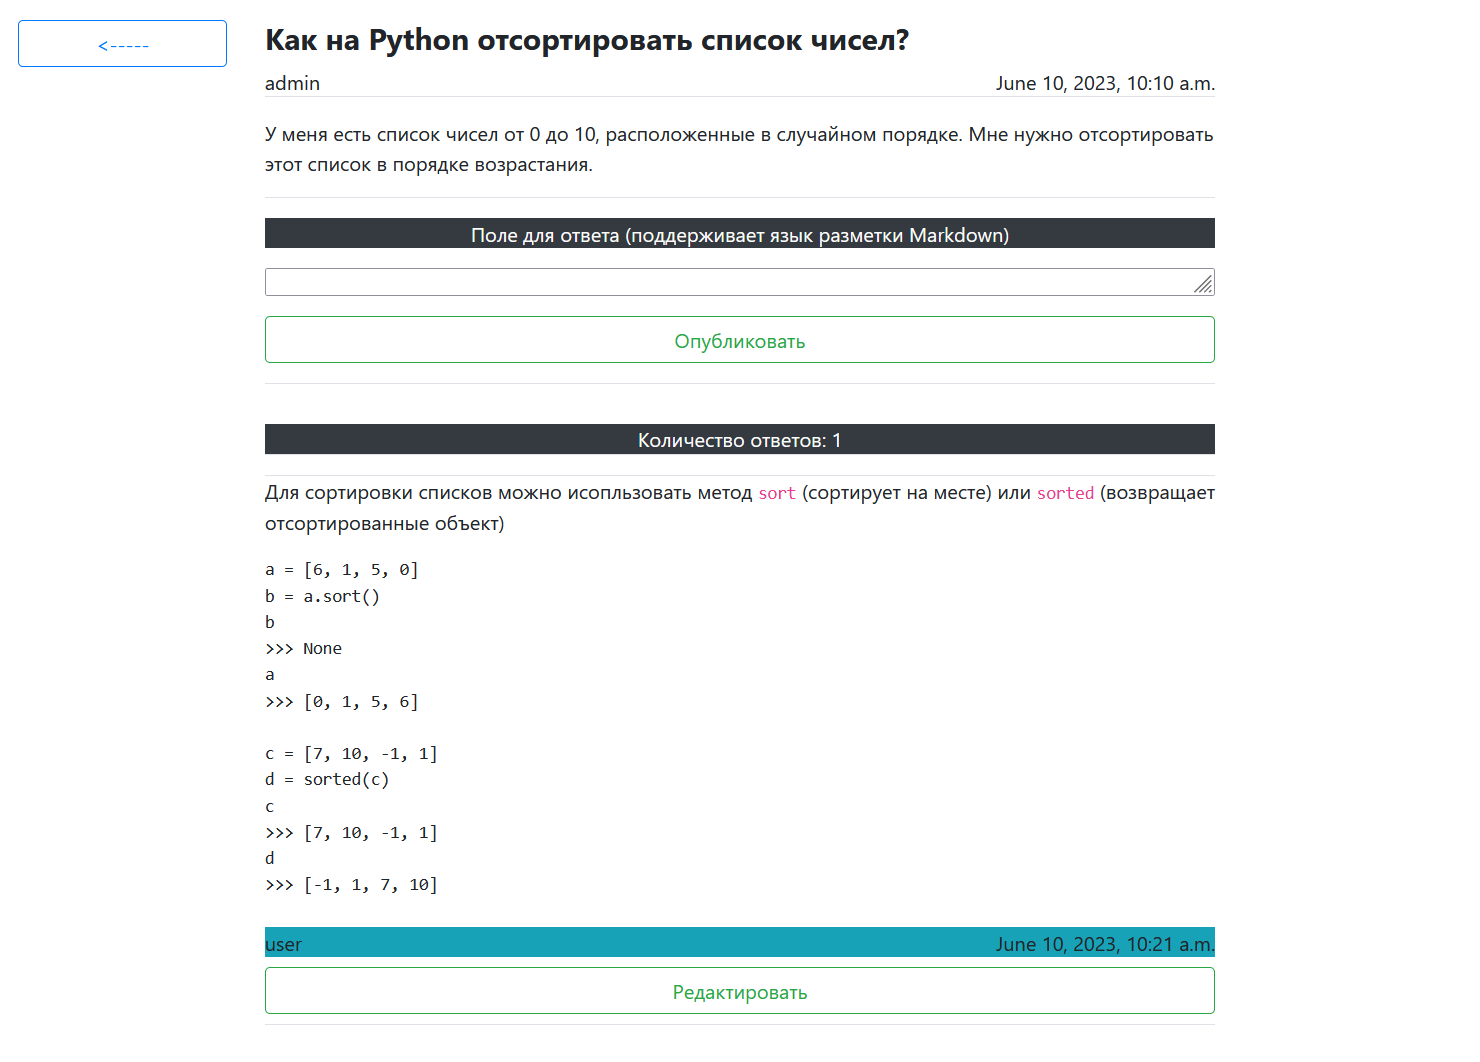 <-----
Как на Python отсортировать список чисел?
admin June 10, 2023, 10:10 a.m.
У меня есть список чисел от 0 до 10, расположенные в случайном порядке. Мне нужно отсортировать
этот список в порядке возрастания.
Поле для ответа (поддерживает язык разметки Markdown)
Опубликовать
Количество ответов: 1
Для сортировки списков можно исопльзовать метод sort (сортирует на месте) или sorted (возвращает
отсортированные объект)
a = [6, 1, 5, 0]
b = a.sort()
b
>>> None
a
>>> [0, 1, 5, 6]
c = [7, 10, -1, 1]
d = sorted(c)
c
>>> [7, 10, -1, 1]
d
>>> [-1, 1, 7, 10]
user June 10, 2023, 10:21 a.m.
Редактировать